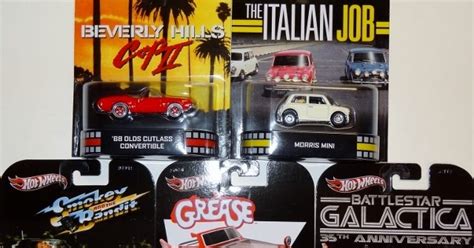 BEVERLY HILLS
Cop II
'68 OLDS CUTLASS
CONVERTIBLE
THE ITALIAN JOB
MORRIS MINI
Hot Wheels
Smokey
AND THE
Bandit
Hot Wheels
GREASE
Hot Wheels
BATTLESTAR
GALACTICA
35TH ANNIVERSARY